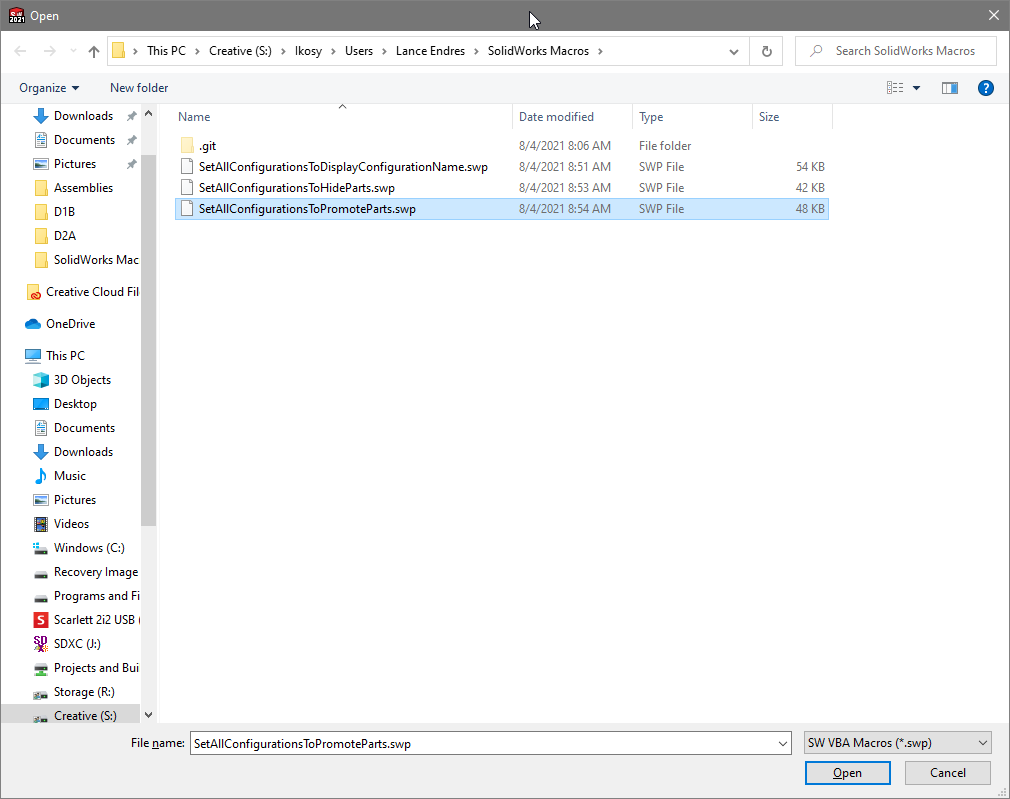 SW 2021 Open
This PC > Creative (S:) > Ikosy > Users > Lance Endres > SolidWorks Macros >
Search SolidWorks Macros
Organize New folder ?
Downloads
Documents
Pictures
Assemblies
D1B
D2A
SolidWorks Mac
Creative Cloud Fil
OneDrive
This PC
3D Objects
Desktop
Documents
Downloads
Music
Pictures
Videos
Windows (C:)
Recovery Image
Programs and Fi
S Scarlett 2i2 USB (
SD SDXC (J:)
Projects and Bui
Storage (R:)
Creative (S:)
Name Date modified Type Size
.git 8/4/2021 8:06 AM File folder
SetAllConfigurationsToDisplayConfigurationName.swp 8/4/2021 8:51 AM SWP File 54 KB
SetAllConfigurationsToHideParts.swp 8/4/2021 8:53 AM SWP File 42 KB
SetAllConfigurationsToPromoteParts.swp 8/4/2021 8:54 AM SWP File 48 KB
File name: SetAllConfigurationsToPromoteParts.swp SW VBA Macros (*.swp)
Open Cancel